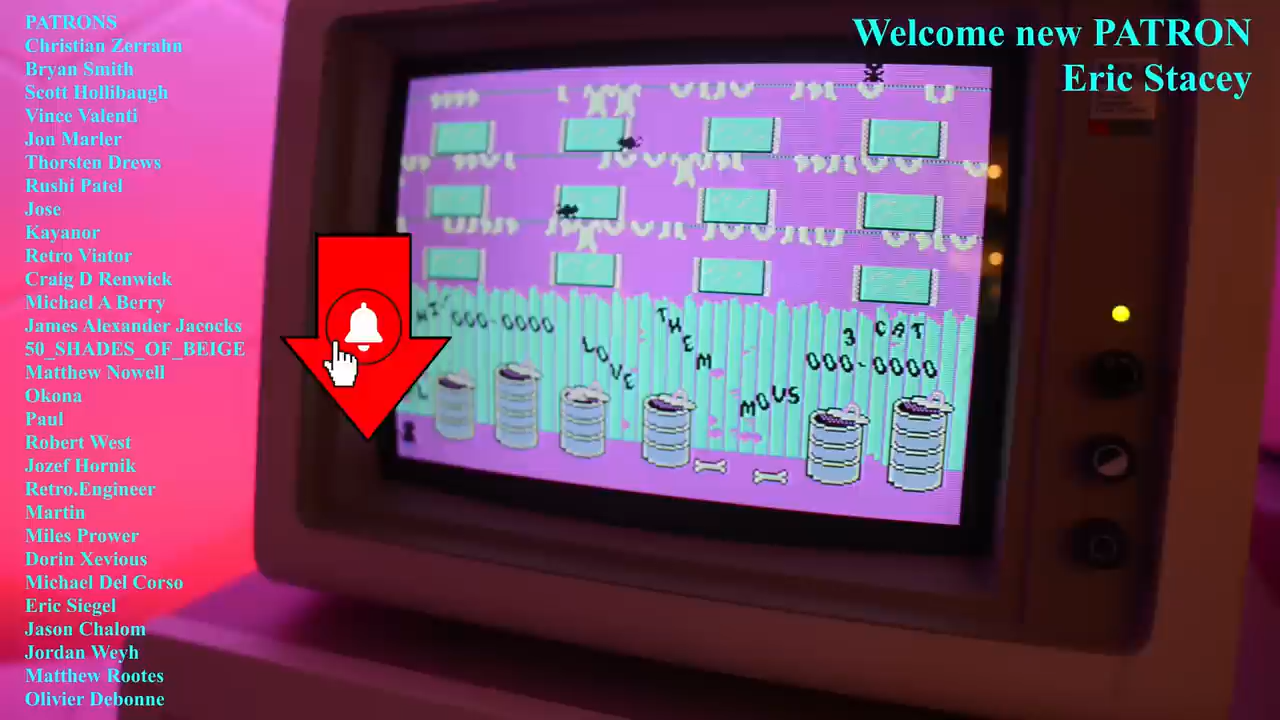 PATRONS
Christian Zerrahn
Bryan Smith
Scott Hollibaugh
Vince Valenti
Jon Marler
Thorsten Drews
Rushi Patel
Jose
Kayanor
Retro Viator
Craig D Renwick
Michael A Berry
James Alexander Jacocks
50_SHADES_OF_BEIGE
Matthew Nowell
Okona
Paul
Robert West
Jozef Hornik
Retro.Engineer
Martin
Miles Prower
Dorin Xevious
Michael Del Corso
Eric Siegel
Jason Chalom
Jordan Weyh
Matthew Rootes
Olivier Debonne
Welcome new PATRON
Eric Stacey
HI-000-0000
LOVE
THEM
MOUS
3 CAT
000-0000